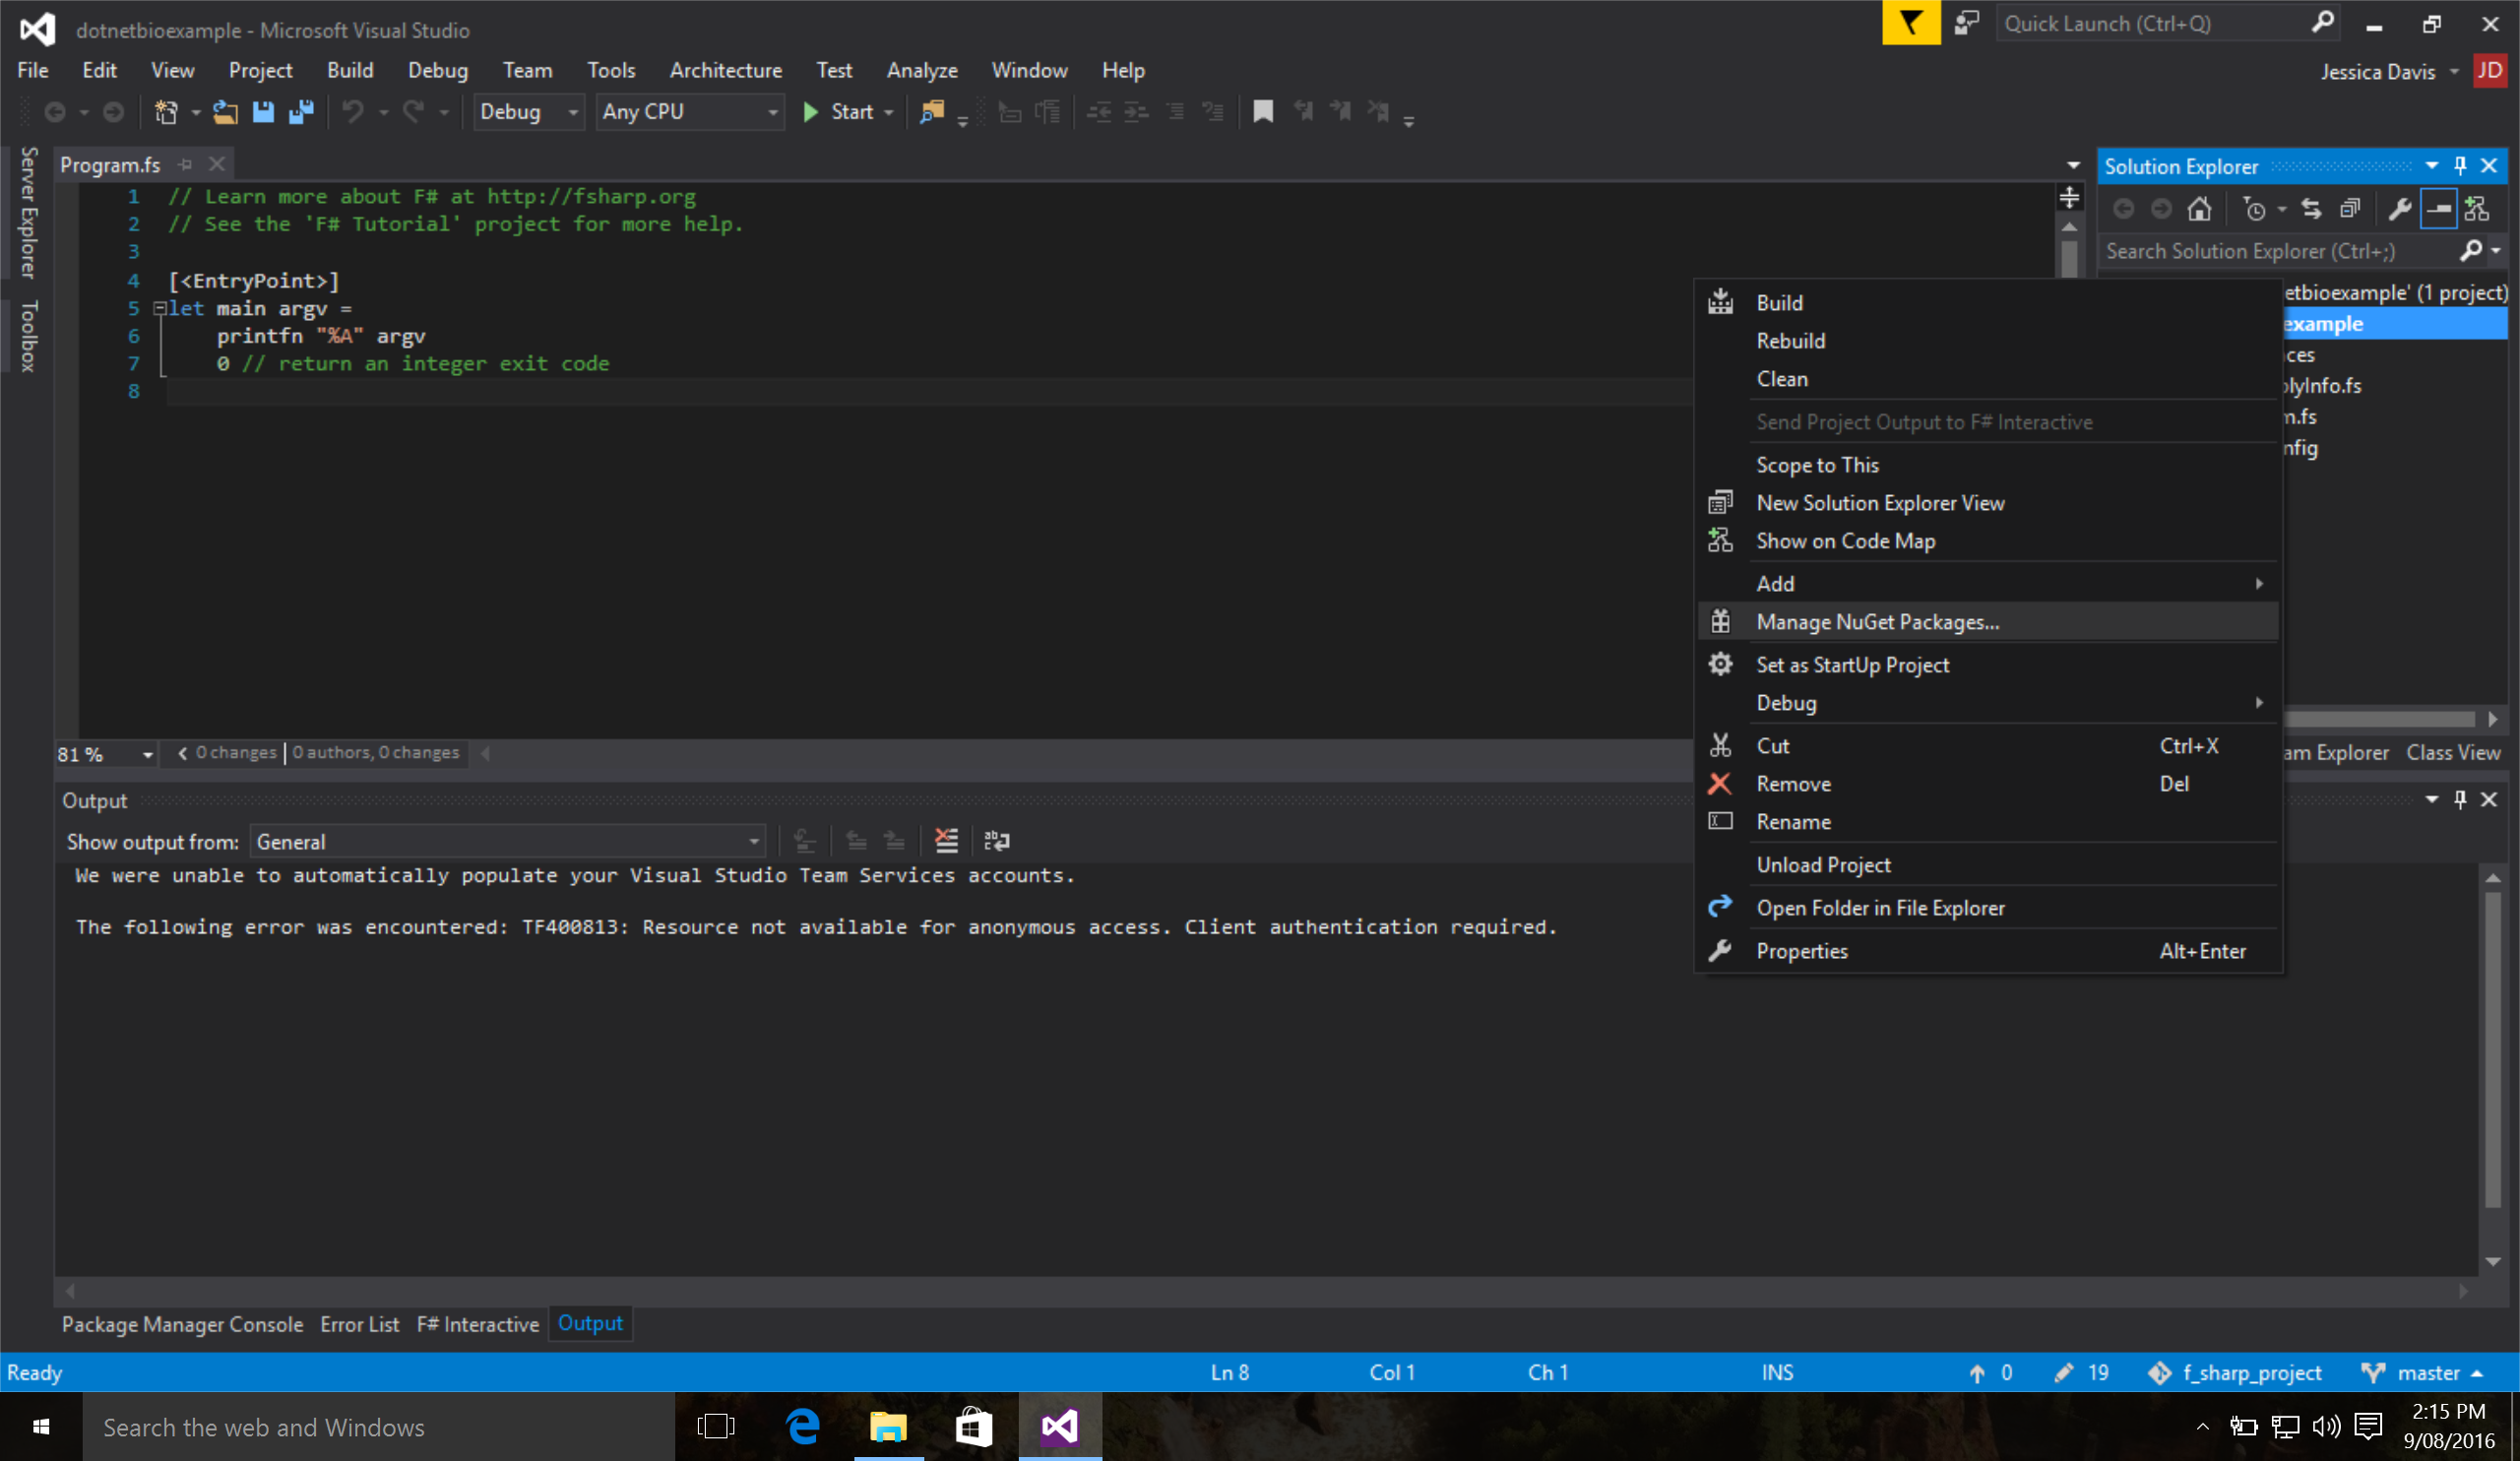 dotnetbioexample - Microsoft Visual Studio
Quick Launch (Ctrl+Q)
File Edit View Project Build Debug Team Tools Architecture Test Analyze Window Help
Jessica Davis JD
Debug Any CPU Start
Server Explorer
Toolbox
Program.fs
1 // Learn more about F# at http://fsharp.org
2 // See the 'F# Tutorial' project for more help.
3
4 [<EntryPoint>]
5 let main argv =
6 printfn "%A" argv
7 0 // return an integer exit code
8
81 %
0 changes | 0 authors, 0 changes
Solution Explorer
Search Solution Explorer (Ctrl+;)
etbioexample' (1 project)
example
ces
lyInfo.fs
m.fs
nfig
am Explorer Class View
Build
Rebuild
Clean
Send Project Output to F# Interactive
Scope to This
New Solution Explorer View
Show on Code Map
Add
Manage NuGet Packages...
Set as StartUp Project
Debug
Cut Ctrl+X
Remove Del
Rename
Unload Project
Open Folder in File Explorer
Properties Alt+Enter
Output
Show output from: General
We were unable to automatically populate your Visual Studio Team Services accounts.
The following error was encountered: TF400813: Resource not available for anonymous access. Client authentication required.
Package Manager Console Error List F# Interactive Output
Ready Ln 8 Col 1 Ch 1 INS 0 19 f_sharp_project master
Search the web and Windows
2:15 PM
9/08/2016